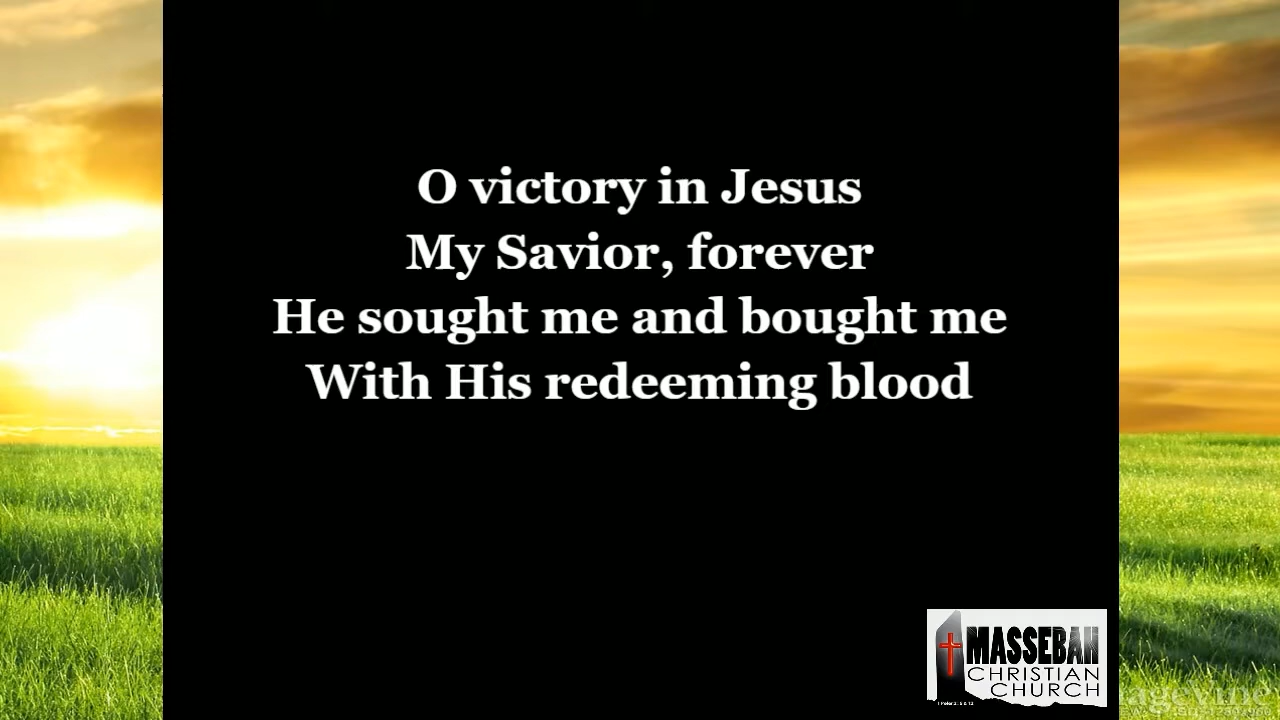 O victory in Jesus
My Savior, forever
He sought me and bought me
With His redeeming blood
MASSEBAH
CHRISTIAN
CHURCH